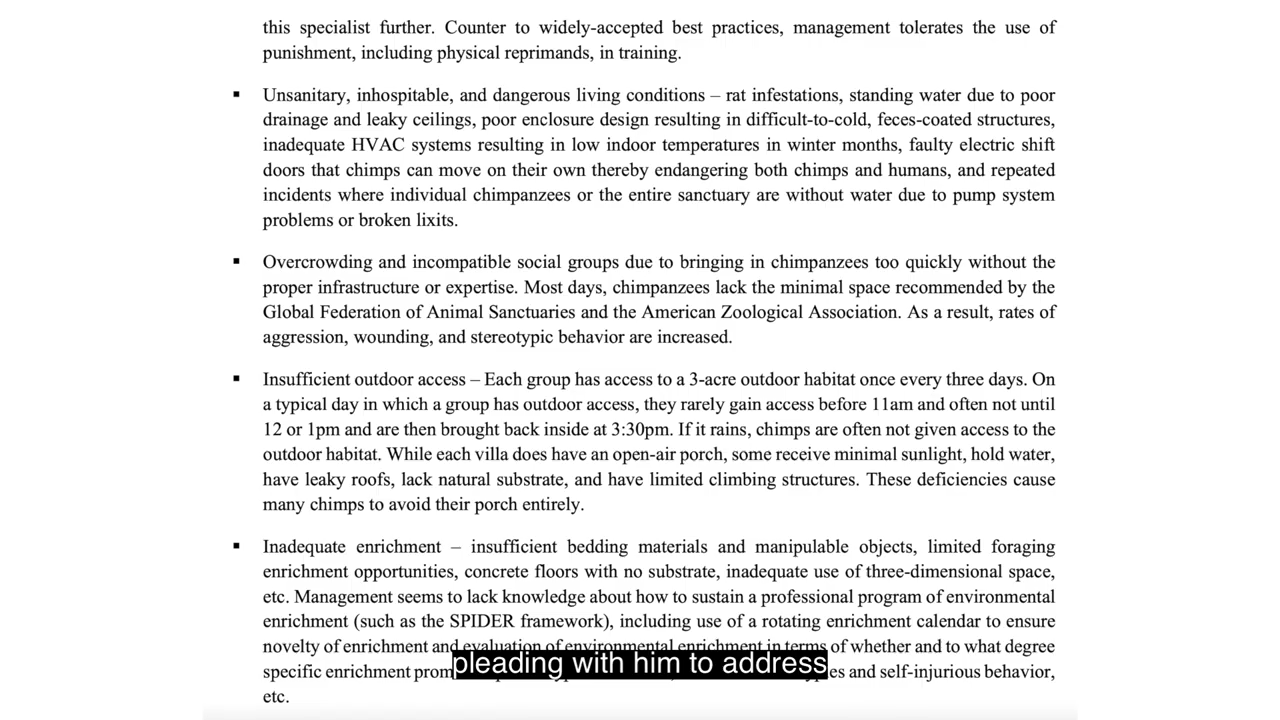 this specialist further. Counter to widely-accepted best practices, management tolerates the use of
punishment, including physical reprimands, in training.
▪ Unsanitary, inhospitable, and dangerous living conditions – rat infestations, standing water due to poor
drainage and leaky ceilings, poor enclosure design resulting in difficult-to-cold, feces-coated structures,
inadequate HVAC systems resulting in low indoor temperatures in winter months, faulty electric shift
doors that chimps can move on their own thereby endangering both chimps and humans, and repeated
incidents where individual chimpanzees or the entire sanctuary are without water due to pump system
problems or broken lixits.
▪ Overcrowding and incompatible social groups due to bringing in chimpanzees too quickly without the
proper infrastructure or expertise. Most days, chimpanzees lack the minimal space recommended by the
Global Federation of Animal Sanctuaries and the American Zoological Association. As a result, rates of
aggression, wounding, and stereotypic behavior are increased.
▪ Insufficient outdoor access – Each group has access to a 3-acre outdoor habitat once every three days. On
a typical day in which a group has outdoor access, they rarely gain access before 11am and often not until
12 or 1pm and are then brought back inside at 3:30pm. If it rains, chimps are often not given access to the
outdoor habitat. While each villa does have an open-air porch, some receive minimal sunlight, hold water,
have leaky roofs, lack natural substrate, and have limited climbing structures. These deficiencies cause
many chimps to avoid their porch entirely.
▪ Inadequate enrichment – insufficient bedding materials and manipulable objects, limited foraging
enrichment opportunities, concrete floors with no substrate, inadequate use of three-dimensional space,
etc. Management seems to lack knowledge about how to sustain a professional program of environmental
enrichment (such as the SPIDER framework), including use of a rotating enrichment calendar to ensure
novelty of enrichment and evaluation of environmental enrichment in terms of whether and to what degree
specific enrichment and self-injurious behavior,
etc.
pleading with him to address